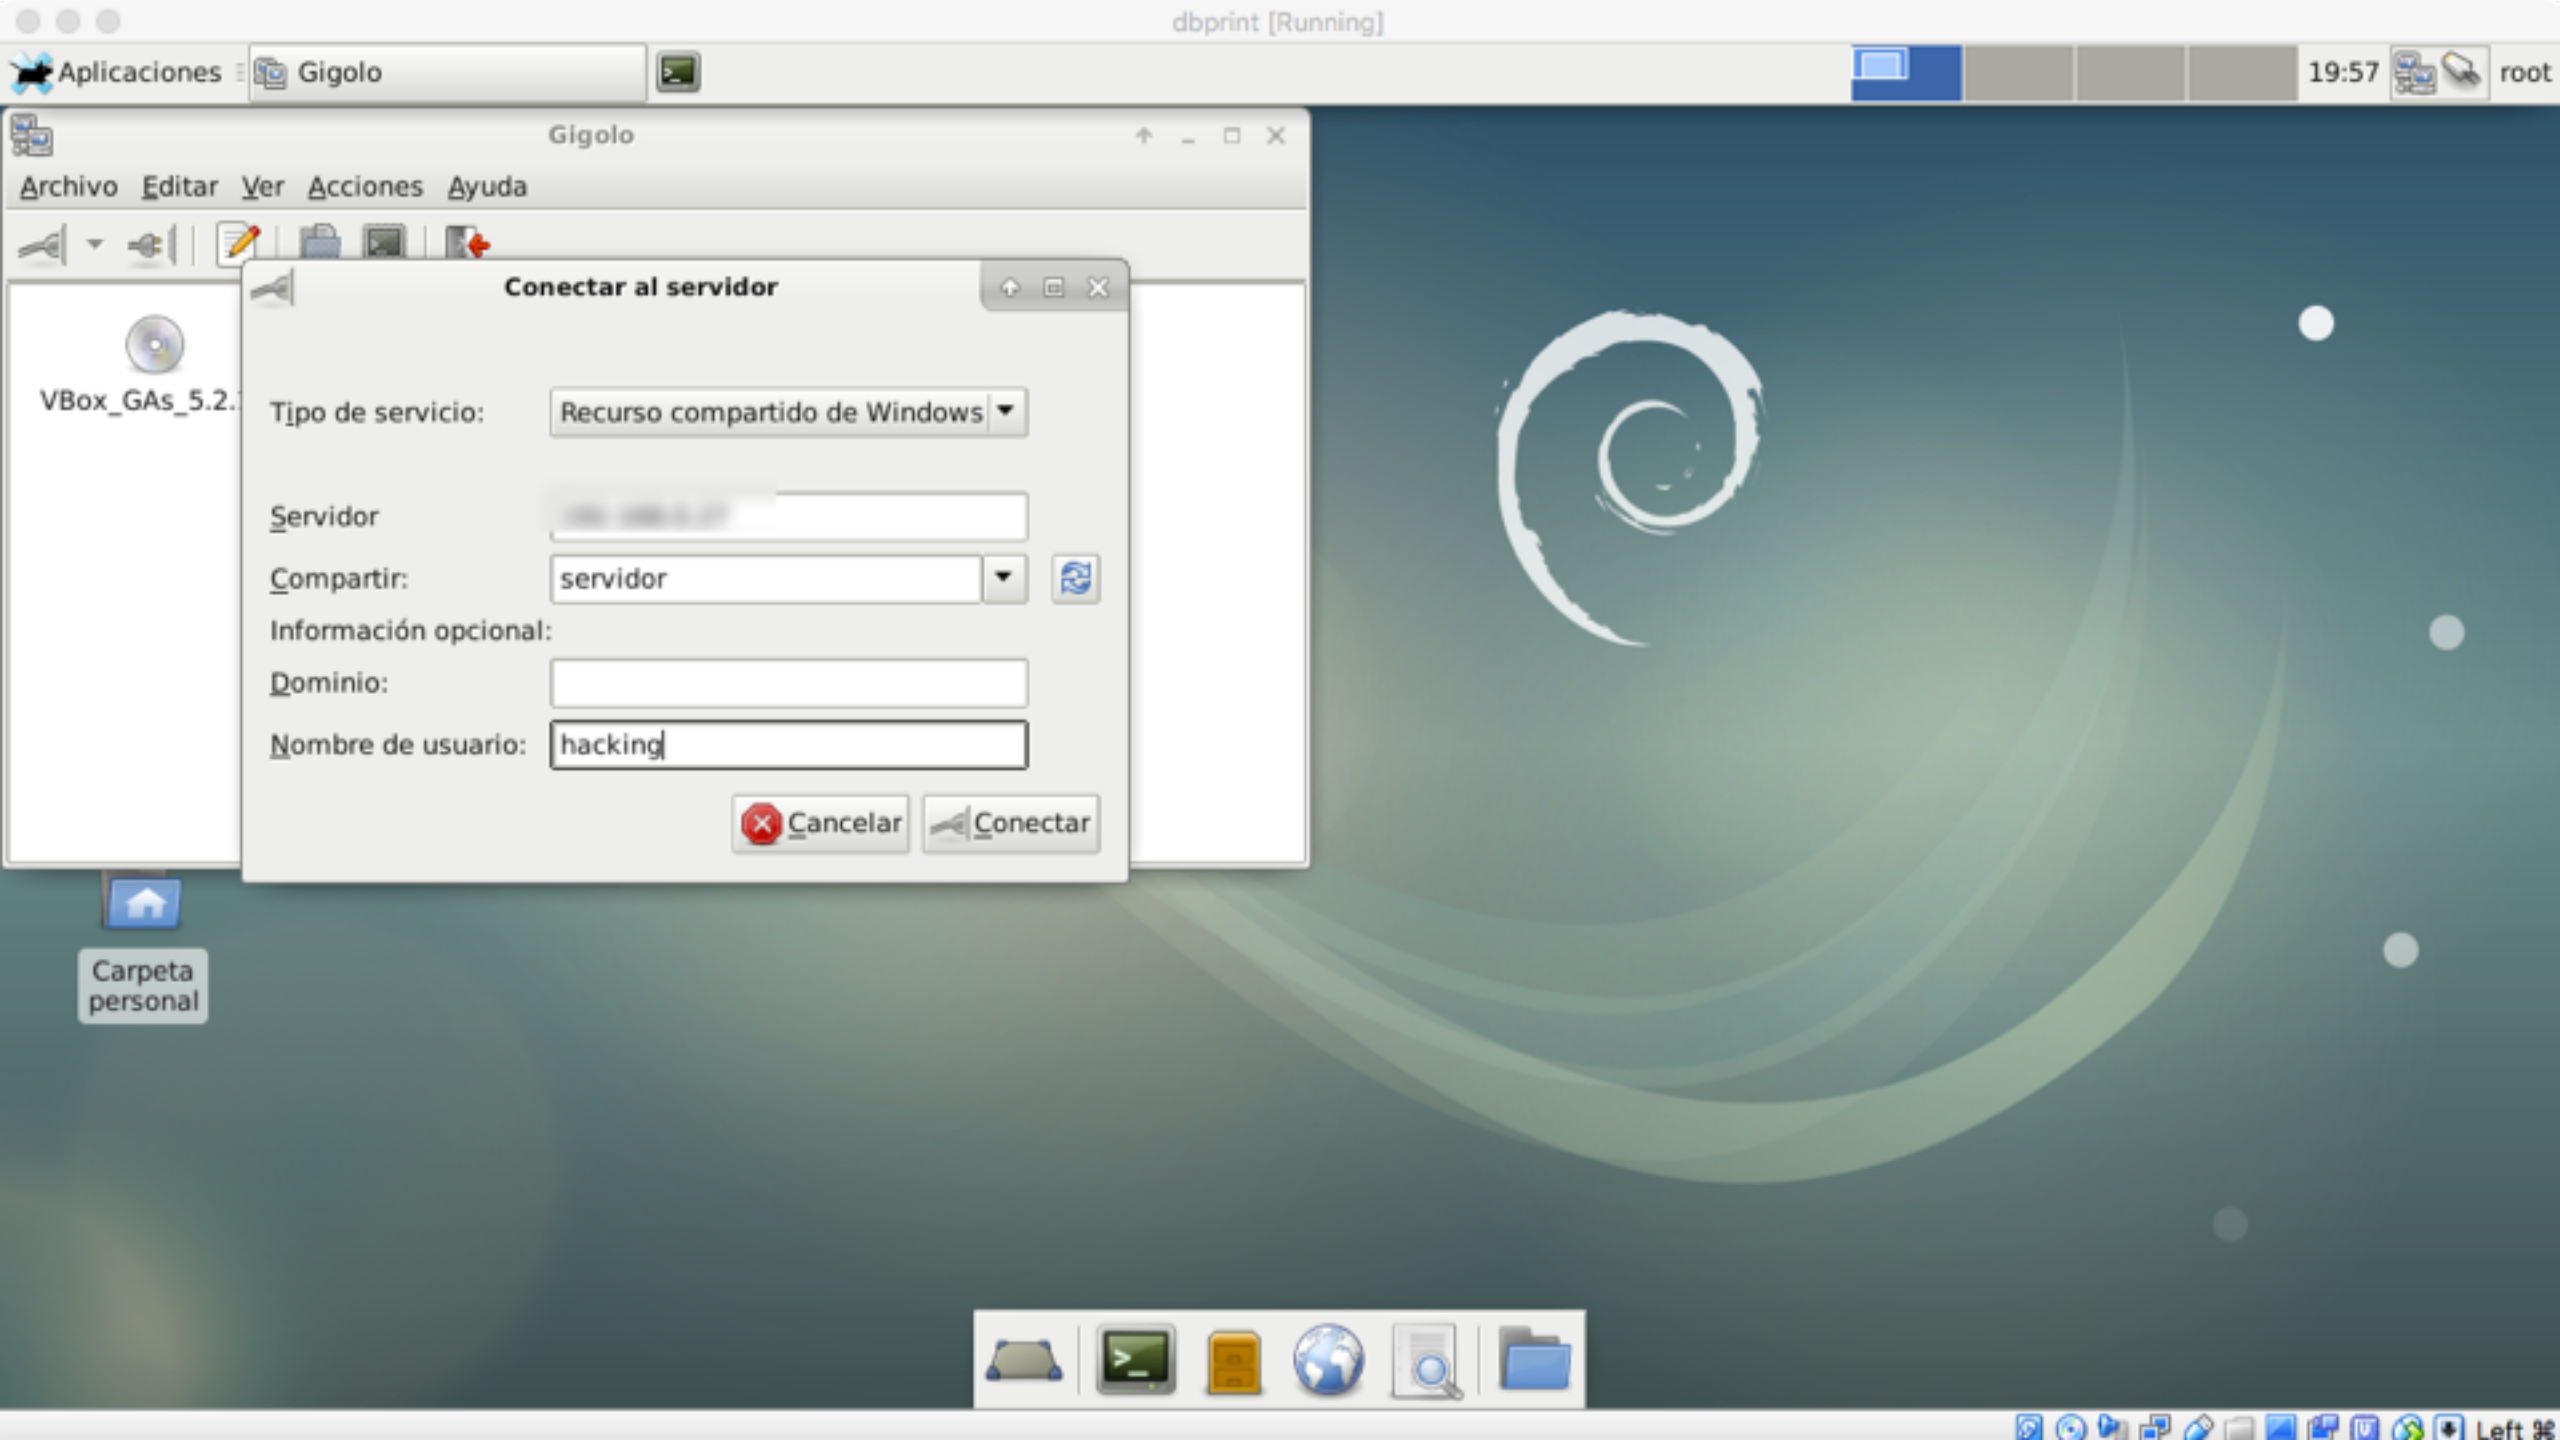 dbprint [Running]
Aplicaciones
Gigolo
19:57
root
Gigolo
Archivo Editar Ver Acciones Ayuda
VBox_GAs_5.2.
Conectar al servidor
Tipo de servicio: Recurso compartido de Windows
Servidor
Compartir: servidor
Información opcional:
Dominio:
Nombre de usuario: hacking
Cancelar Conectar
Carpeta
personal
Left ⌘